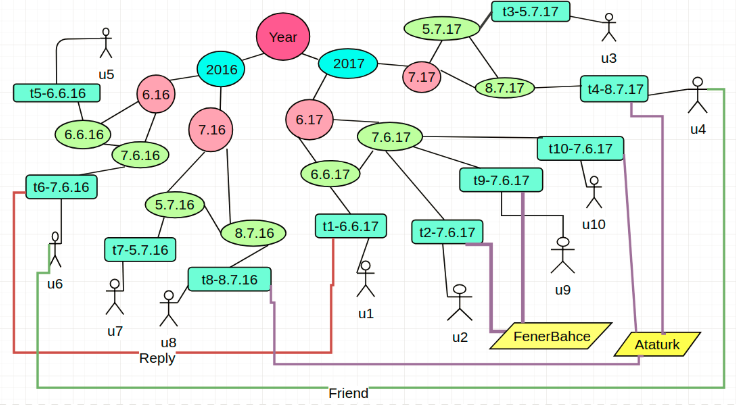 t3-5.7.17
5.7.17
Year
u3
2016
2017
u5
7.17
8.7.17
t4-8.7.17
t5-6.6.16
6.16
6.17
u4
6.6.16
7.16
7.6.17
7.6.16
t10-7.6.17
6.6.17
t9-7.6.17
t6-7.6.16
5.7.16
u10
t1-6.6.17
t2-7.6.17
8.7.16
t7-5.7.16
t8-8.7.16
u6
u9
u1
u7
u8
u2
FenerBahce
Ataturk
Reply
Friend